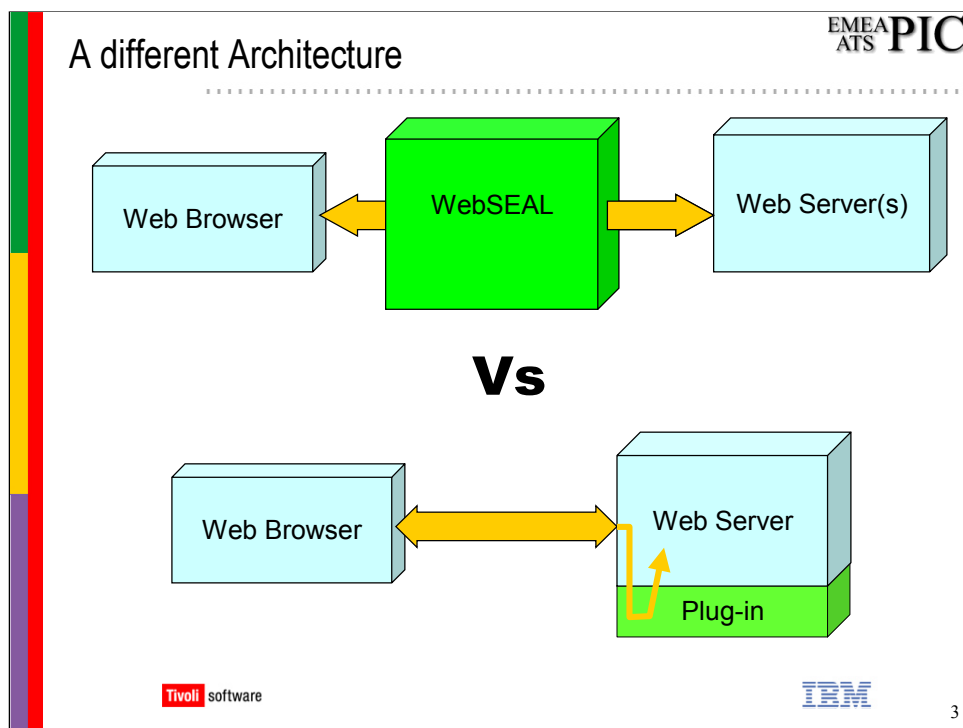 A different Architecture
EMEA
ATS PIC
Web Browser
WebSEAL
Web Server(s)
Vs
Web Browser
Web Server
Plug-in
Tivoli software
IBM
3